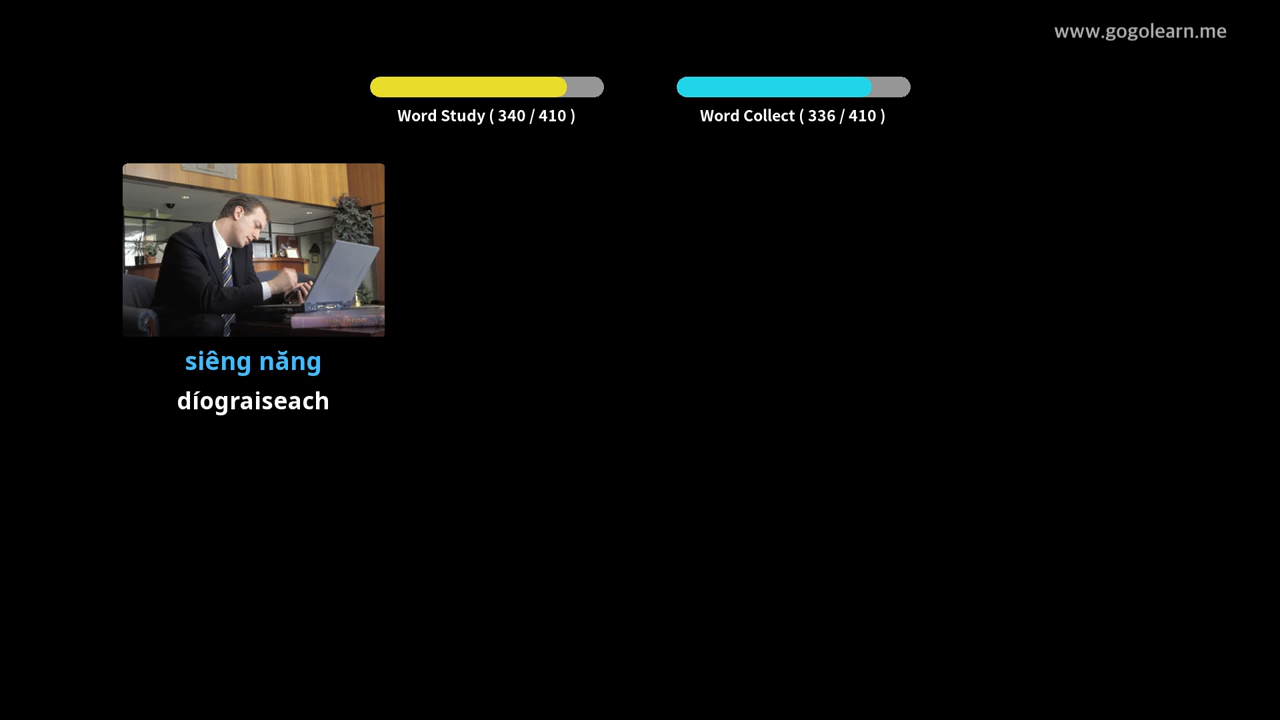 www.gogolearn.me
Word Study ( 340 / 410 )
Word Collect ( 336 / 410 )
siêng năng
díograiseach